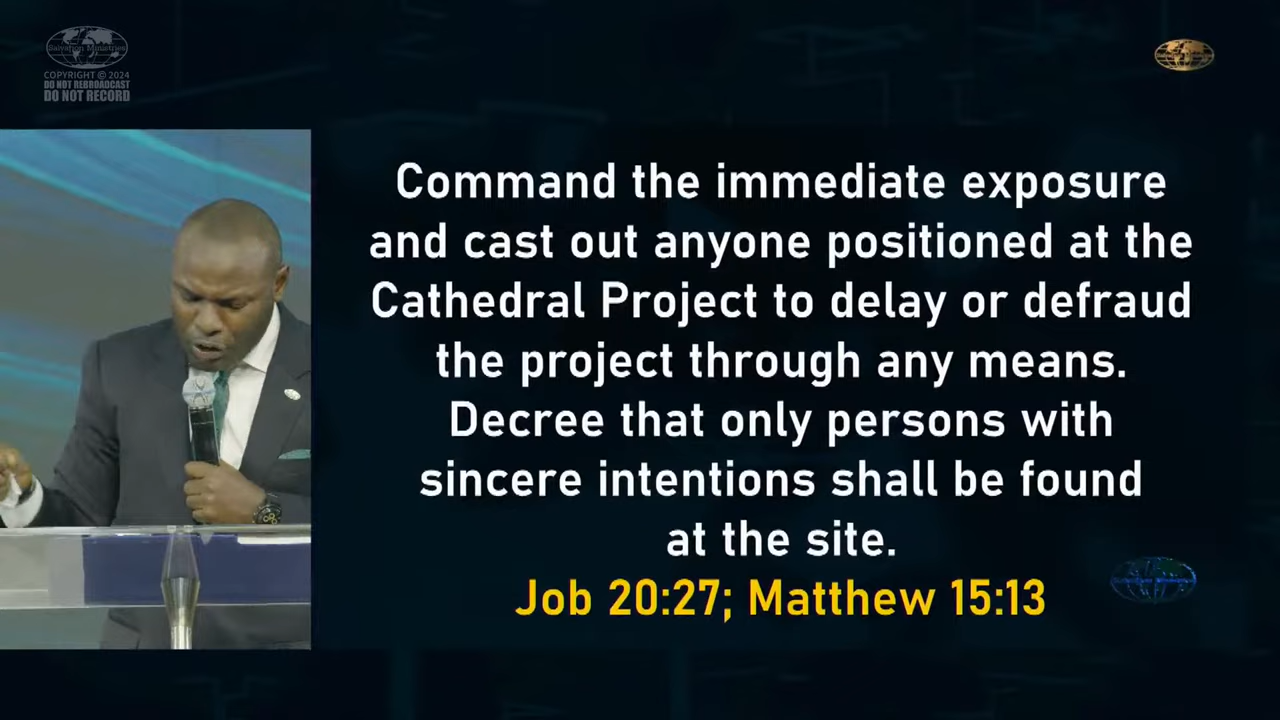 Salvation Ministries
COPYRIGHT © 2024
DO NOT REBROADCAST
DO NOT RECORD
Command the immediate exposure
and cast out anyone positioned at the
Cathedral Project to delay or defraud
the project through any means.
Decree that only persons with
sincere intentions shall be found
at the site.
Job 20:27; Matthew 15:13